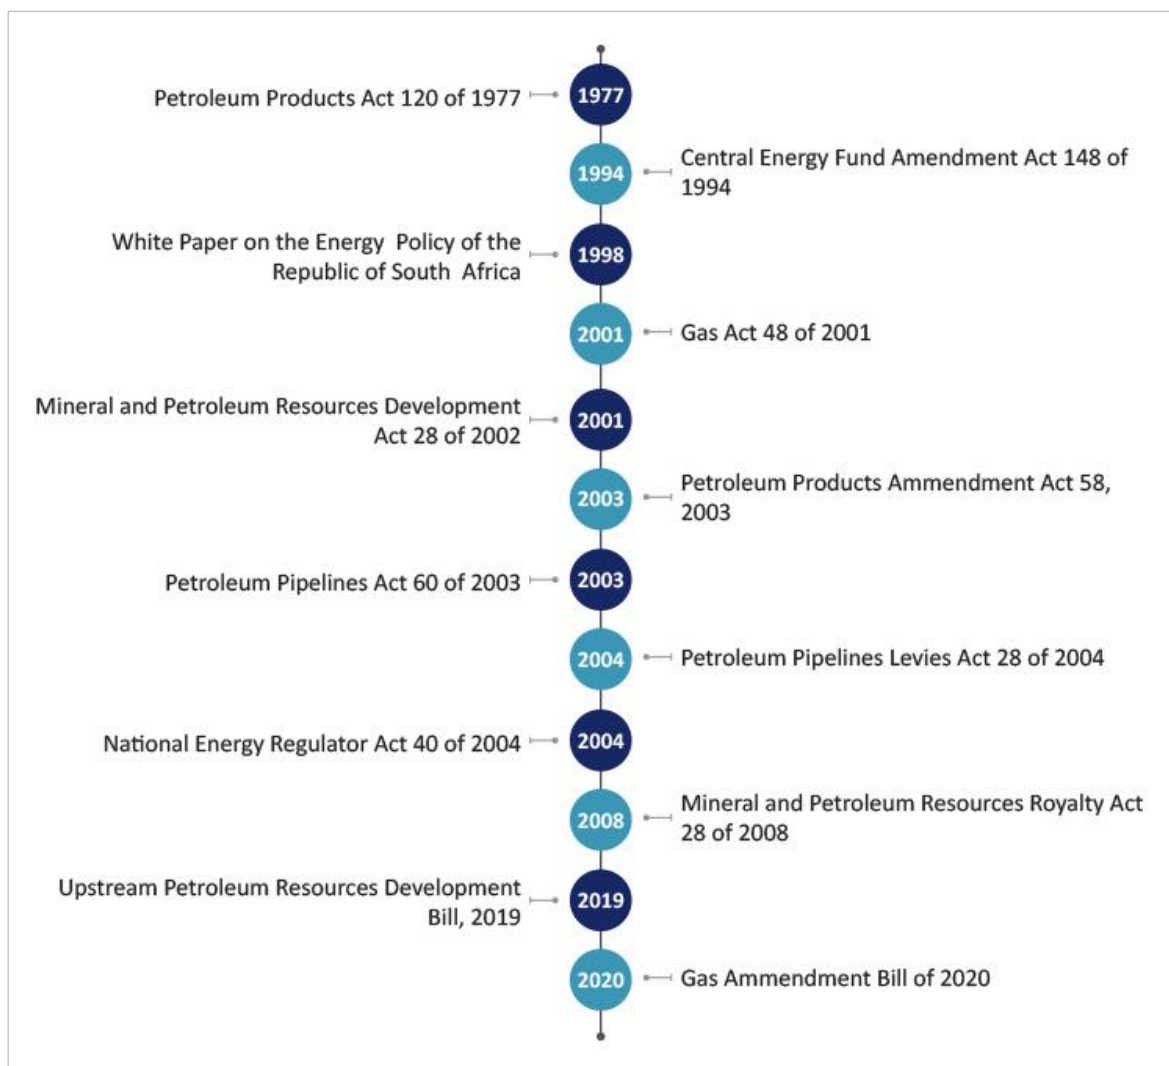 Petroleum Products Act 120 of 1977
1977
1994
Central Energy Fund Amendment Act 148 of
1994
White Paper on the Energy Policy of the
Republic of South Africa
1998
2001
Gas Act 48 of 2001
Mineral and Petroleum Resources Development
Act 28 of 2002
2001
2003
Petroleum Products Ammendment Act 58,
2003
Petroleum Pipelines Act 60 of 2003
2003
2004
Petroleum Pipelines Levies Act 28 of 2004
National Energy Regulator Act 40 of 2004
2004
2008
Mineral and Petroleum Resources Royalty Act
28 of 2008
Upstream Petroleum Resources Development
Bill, 2019
2019
2020
Gas Ammendment Bill of 2020